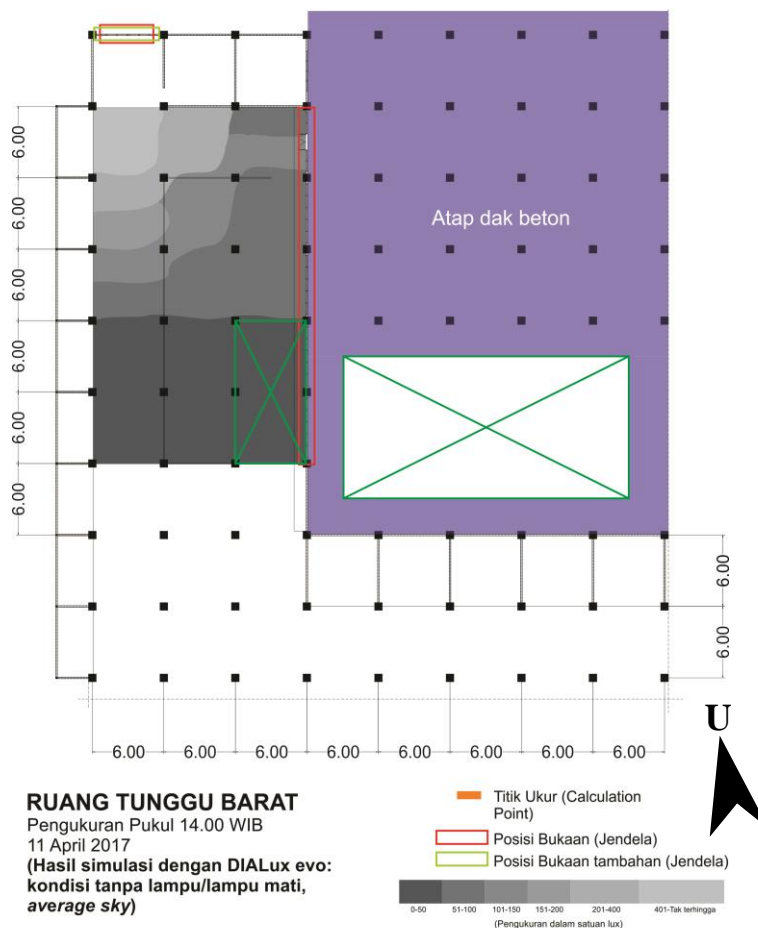 Atap dak beton
6.00
6.00
6.00
6.00
6.00
6.00
6.00
6.00
6.00 6.00 6.00 6.00 6.00 6.00 6.00 6.00
U
RUANG TUNGGU BARAT
Pengukuran Pukul 14.00 WIB
11 April 2017
(Hasil simulasi dengan DIALux evo:
kondisi tanpa lampu/lampu mati,
average sky)
Titik Ukur (Calculation
Point)
Posisi Bukaan (Jendela)
Posisi Bukaan tambahan (Jendela)
0-50 51-100 101-150 151-200 201-400 401-Tak terhingga
(Pengukuran dalam satuan lux)